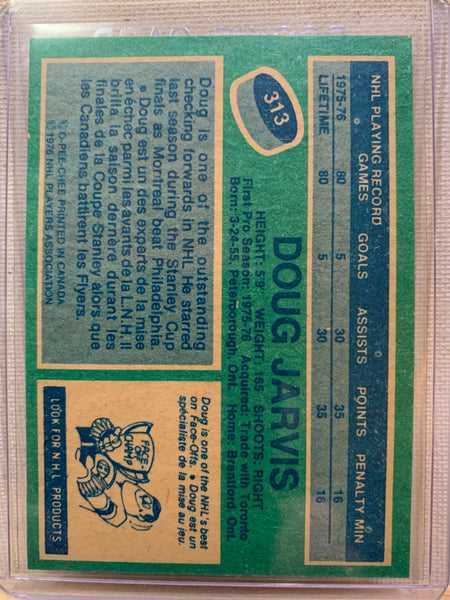 NHL PLAYING RECORD
GAMES GOALS ASSISTS POINTS PENALTY MIN
1975-76 80 5 30 35 16
LIFETIME 80 5 30 35 16
313
DOUG JARVIS
HEIGHT: 5'9" WEIGHT: 165 SHOOTS: RIGHT
First Pro Season: 1975-76 Acquired: Trade with Toronto
Born: 3-24-55, Peterborough, Ont. Home: Brantford, Ont.
Doug is one of the outstanding
checking forwards in NHL. He starred
last season during the Stanley Cup
finals as Montreal beat Philadelphia.
• Doug est un des experts de la mise
en échec parmi les avants de la L.N.H. Il
brilla la saison dernière durant les
finales de la Coupe Stanley alors que
les Canadiens battirent les Flyers.
©O-PEE-CHEE PRINTED IN CANADA
©1976 NHL PLAYERS ASSOCIATION
FACE-
OFF
CHAMP
Doug is one of the NHL's best
on Face-Offs. • Doug est un
spécialiste de la mise au jeu.
LOOK FOR N.H.L. PRODUCTS